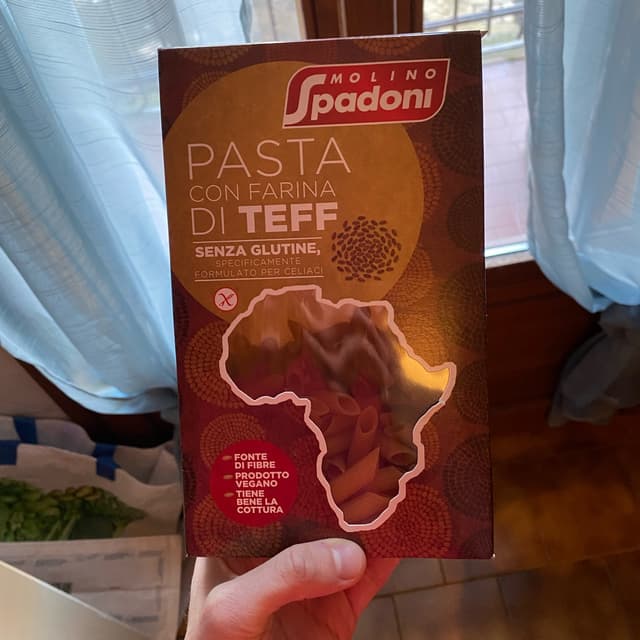 MOLINO
Spadoni
PASTA
CON FARINA
DI TEFF
SENZA GLUTINE,
SPECIFICAMENTE
FORMULATO PER CELIACI
FONTE
DI FIBRE
PRODOTTO
VEGANO
TIENE
BENE LA
COTTURA